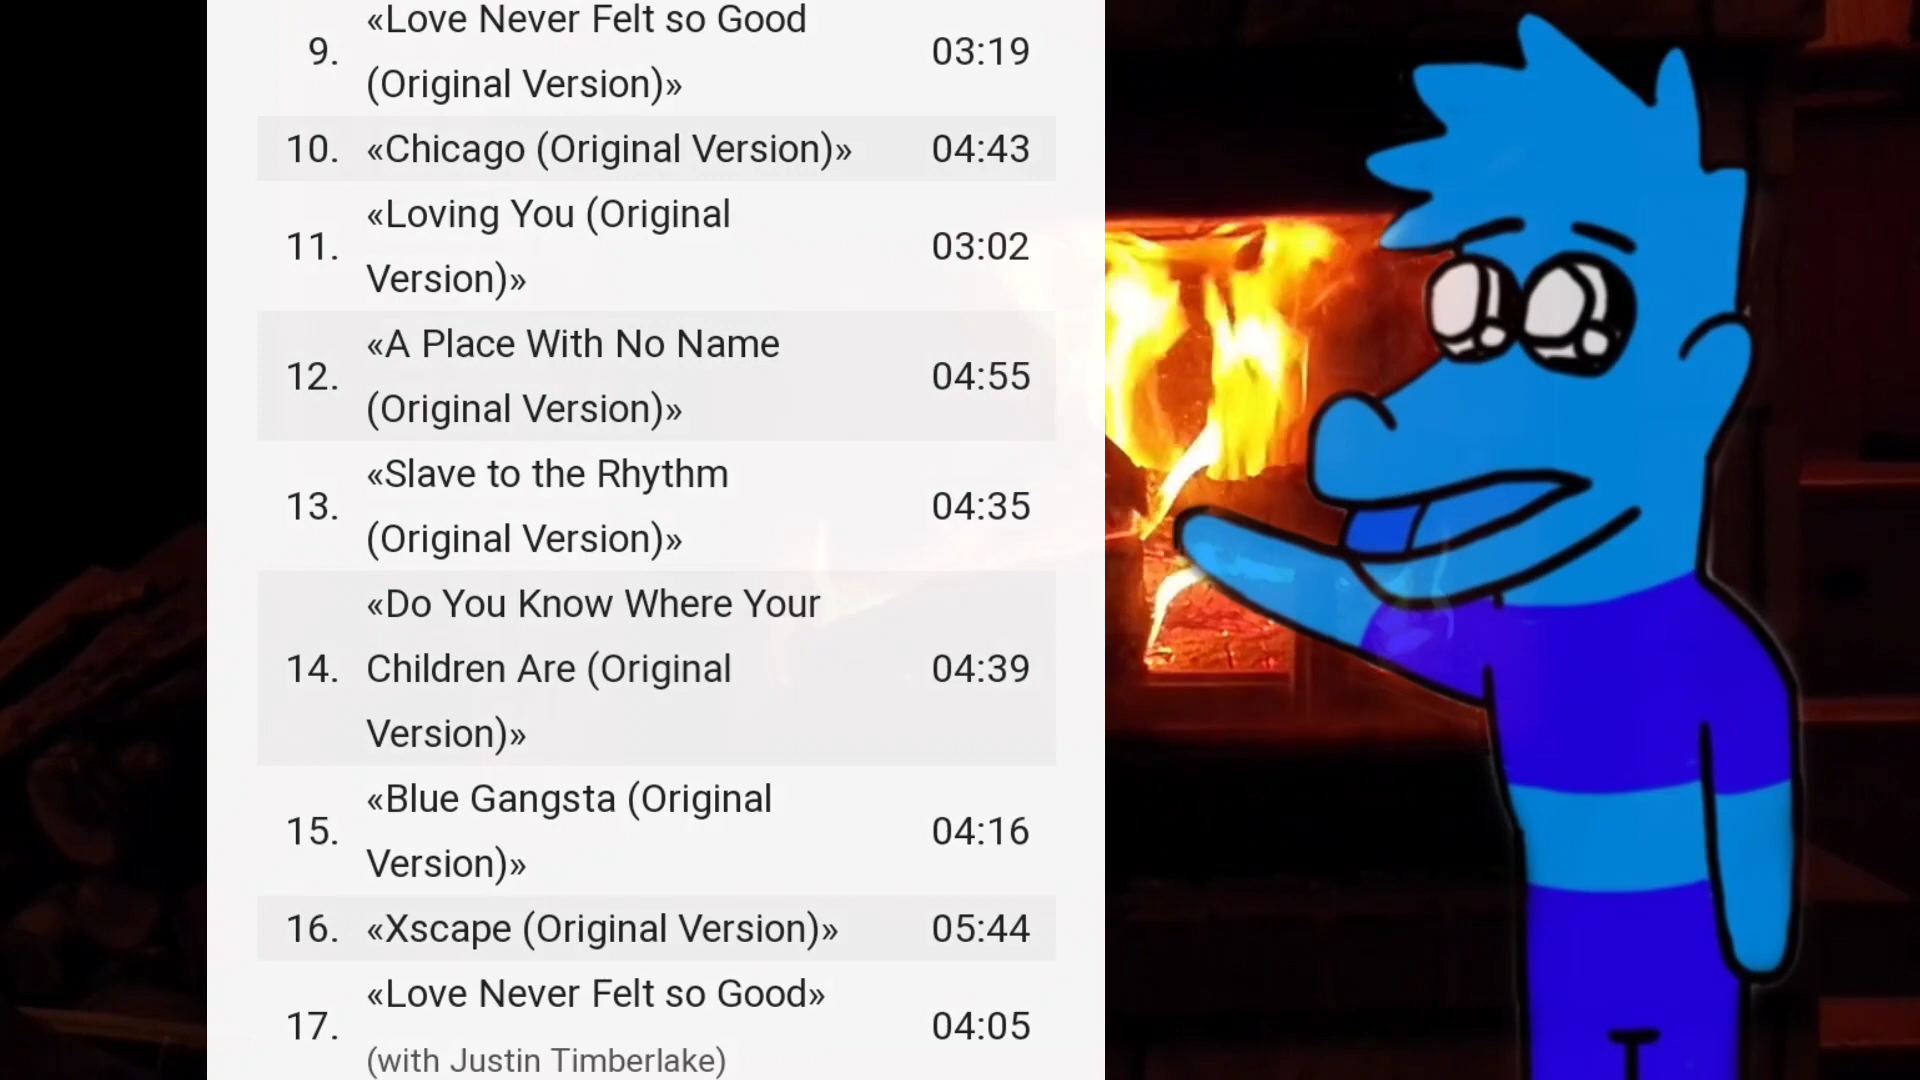 9. «Love Never Felt so Good
(Original Version)» 03:19
10. «Chicago (Original Version)» 04:43
11. «Loving You (Original
Version)» 03:02
12. «A Place With No Name
(Original Version)» 04:55
13. «Slave to the Rhythm
(Original Version)» 04:35
«Do You Know Where Your
14. Children Are (Original 04:39
Version)»
15. «Blue Gangsta (Original
Version)» 04:16
16. «Xscape (Original Version)» 05:44
17. «Love Never Felt so Good»
(with Justin Timberlake) 04:05